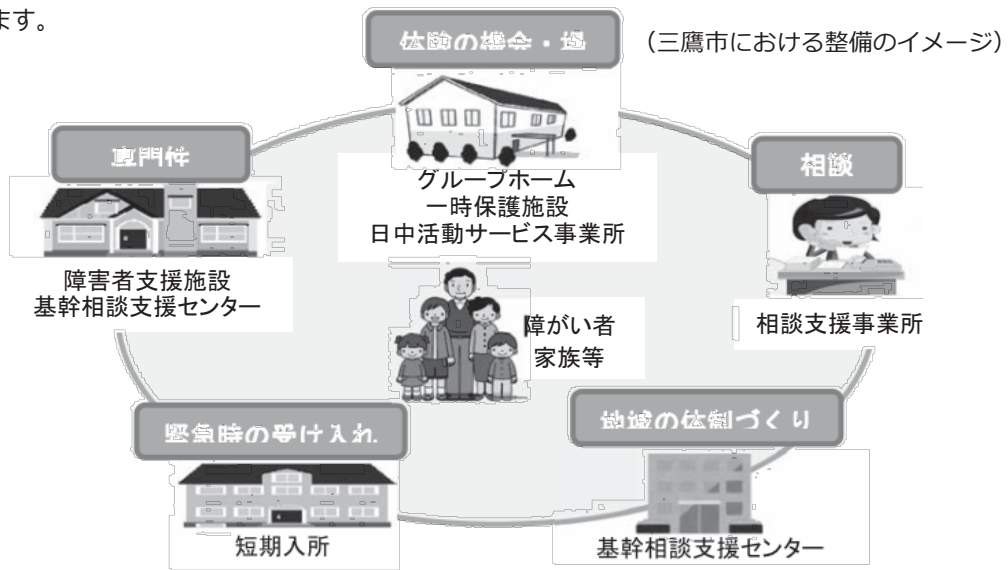 ます。
（三鷹市における整備のイメージ）
体験の機会・場
グループホーム
一時保護施設
日中活動サービス事業所
専門性
障害者支援施設
基幹相談支援センター
相談
相談支援事業所
障がい者
家族等
緊急時の受け入れ
短期入所
地域の体制づくり
基幹相談支援センター